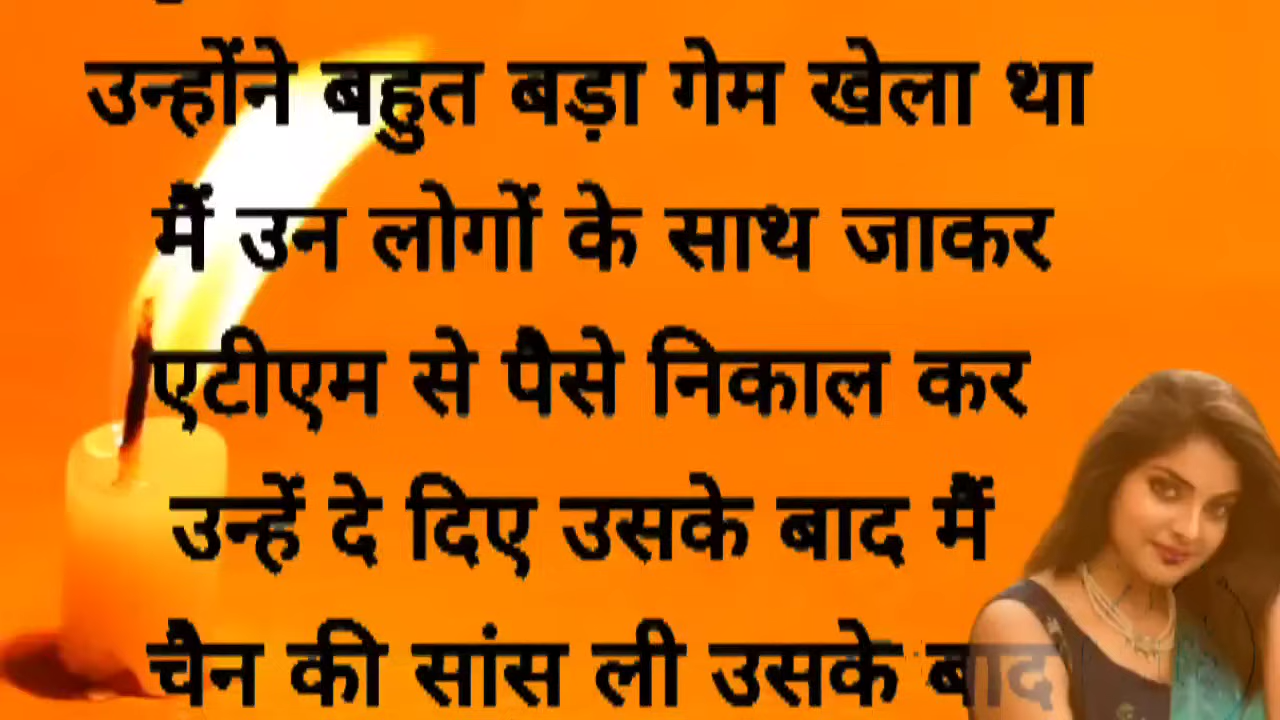 उन्होंने बहुत बड़ा गेम खेला था
मैं उन लोगों के साथ जाकर
एटीएम से पैसे निकाल कर
उन्हें दे दिए उसके बाद मैं
चैन की सांस ली उसके बाद